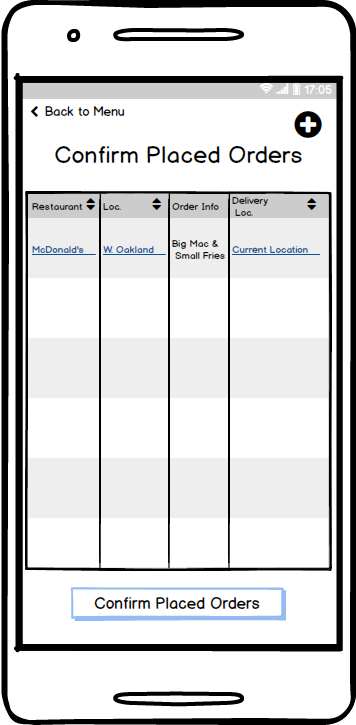 17:05
Back to Menu
Confirm Placed Orders
Restaurant Loc. Order Info Delivery
Loc.
McDonald's W. Oakland Big Mac &
Small Fries Current Location
Confirm Placed Orders